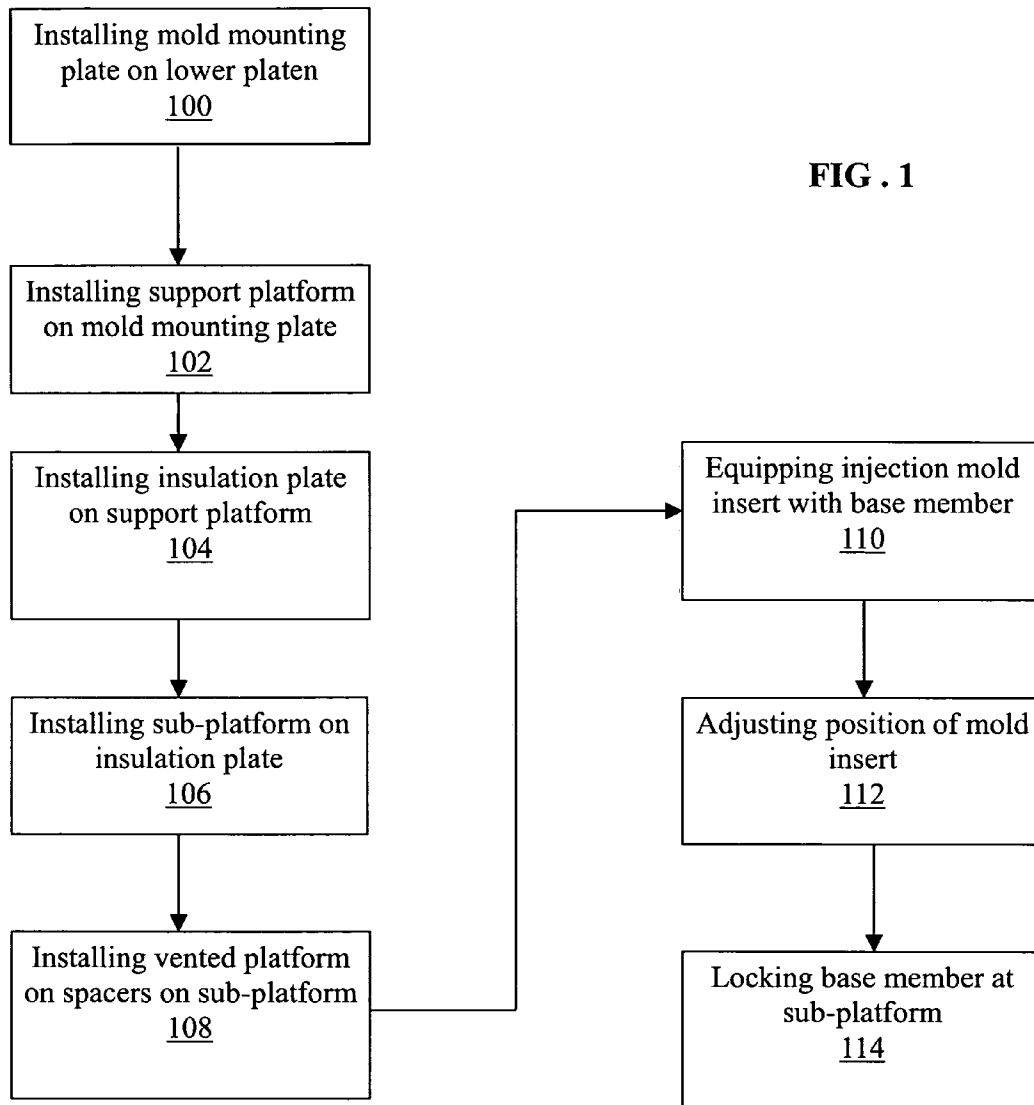 Installing mold mounting
plate on lower platen
100
FIG . 1
Installing support platform
on mold mounting plate
102
Installing insulation plate
on support platform
104
Installing sub-platform on
insulation plate
106
Installing vented platform
on spacers on sub-platform
108
Equipping injection mold
insert with base member
110
Adjusting position of mold
insert
112
Locking base member at
sub-platform
114